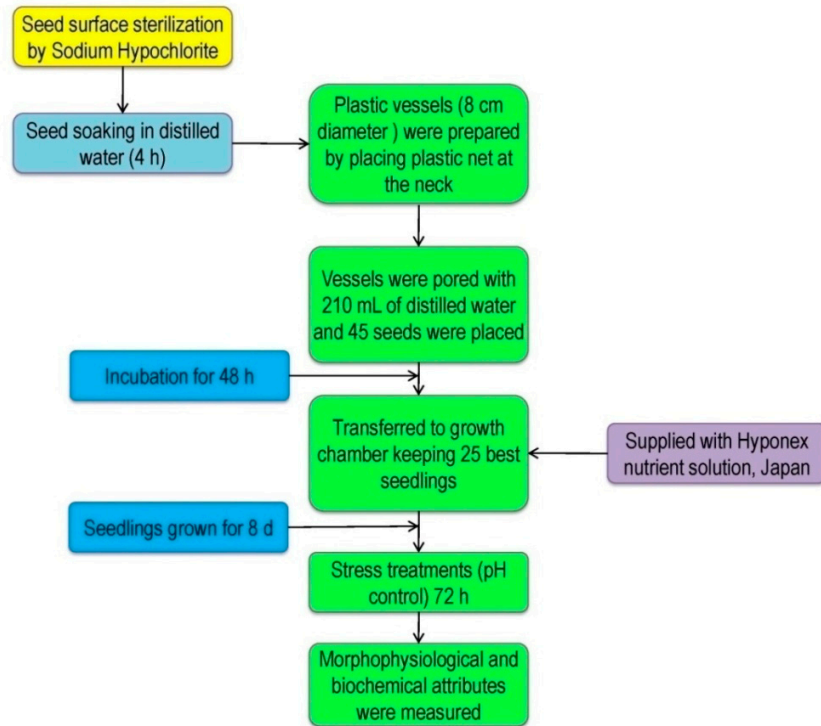 Seed surface sterilization
by Sodium Hypochlorite
Seed soaking in distilled
water (4 h)
Plastic vessels (8 cm
diameter ) were prepared
by placing plastic net at
the neck
Vessels were pored with
210 mL of distilled water
and 45 seeds were placed
Incubation for 48 h
Transferred to growth
chamber keeping 25 best
seedlings
Supplied with Hyponex
nutrient solution, Japan
Seedlings grown for 8 d
Stress treatments (pH
control) 72 h
Morphophysiological and
biochemical attributes
were measured